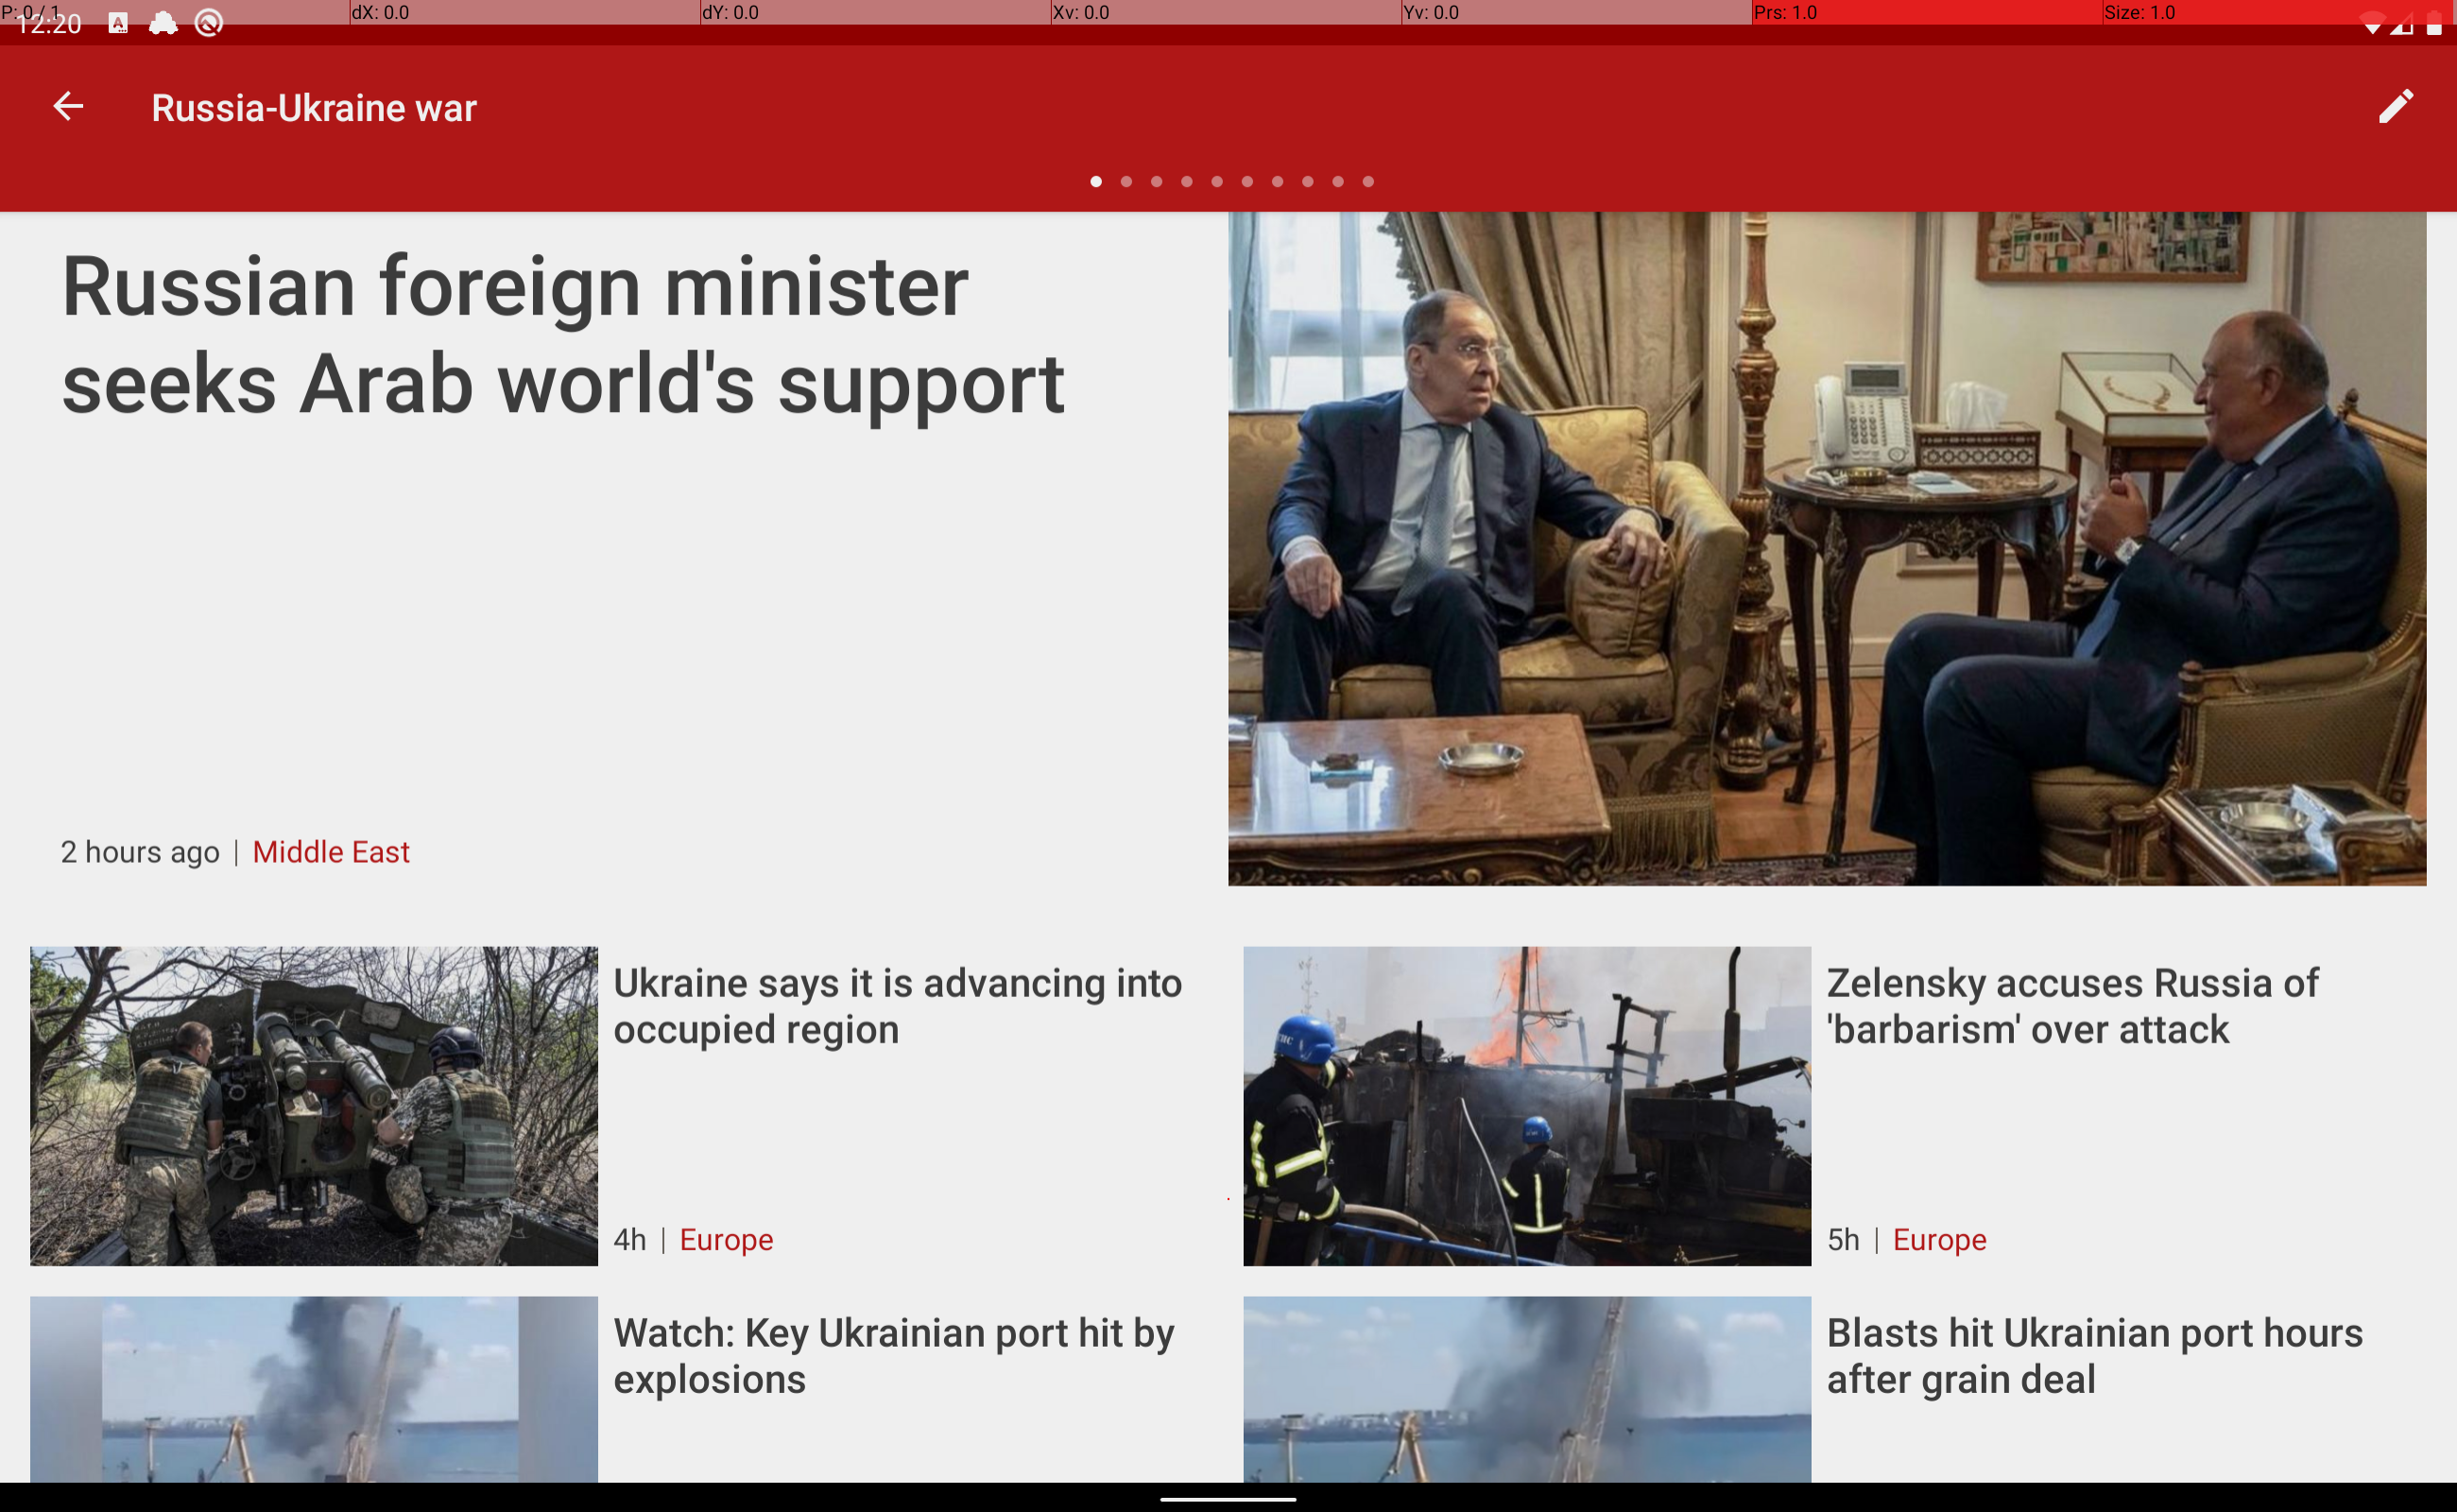 P: 0 / 1
dX: 0.0
dY: 0.0
Xv: 0.0
Yv: 0.0
Prs: 1.0
Size: 1.0
12:20
Russia-Ukraine war
Russian foreign minister
seeks Arab world's support
2 hours ago | Middle East
Ukraine says it is advancing into
occupied region
4h | Europe
Zelensky accuses Russia of
'barbarism' over attack
5h | Europe
Watch: Key Ukrainian port hit by
explosions
Blasts hit Ukrainian port hours
after grain deal